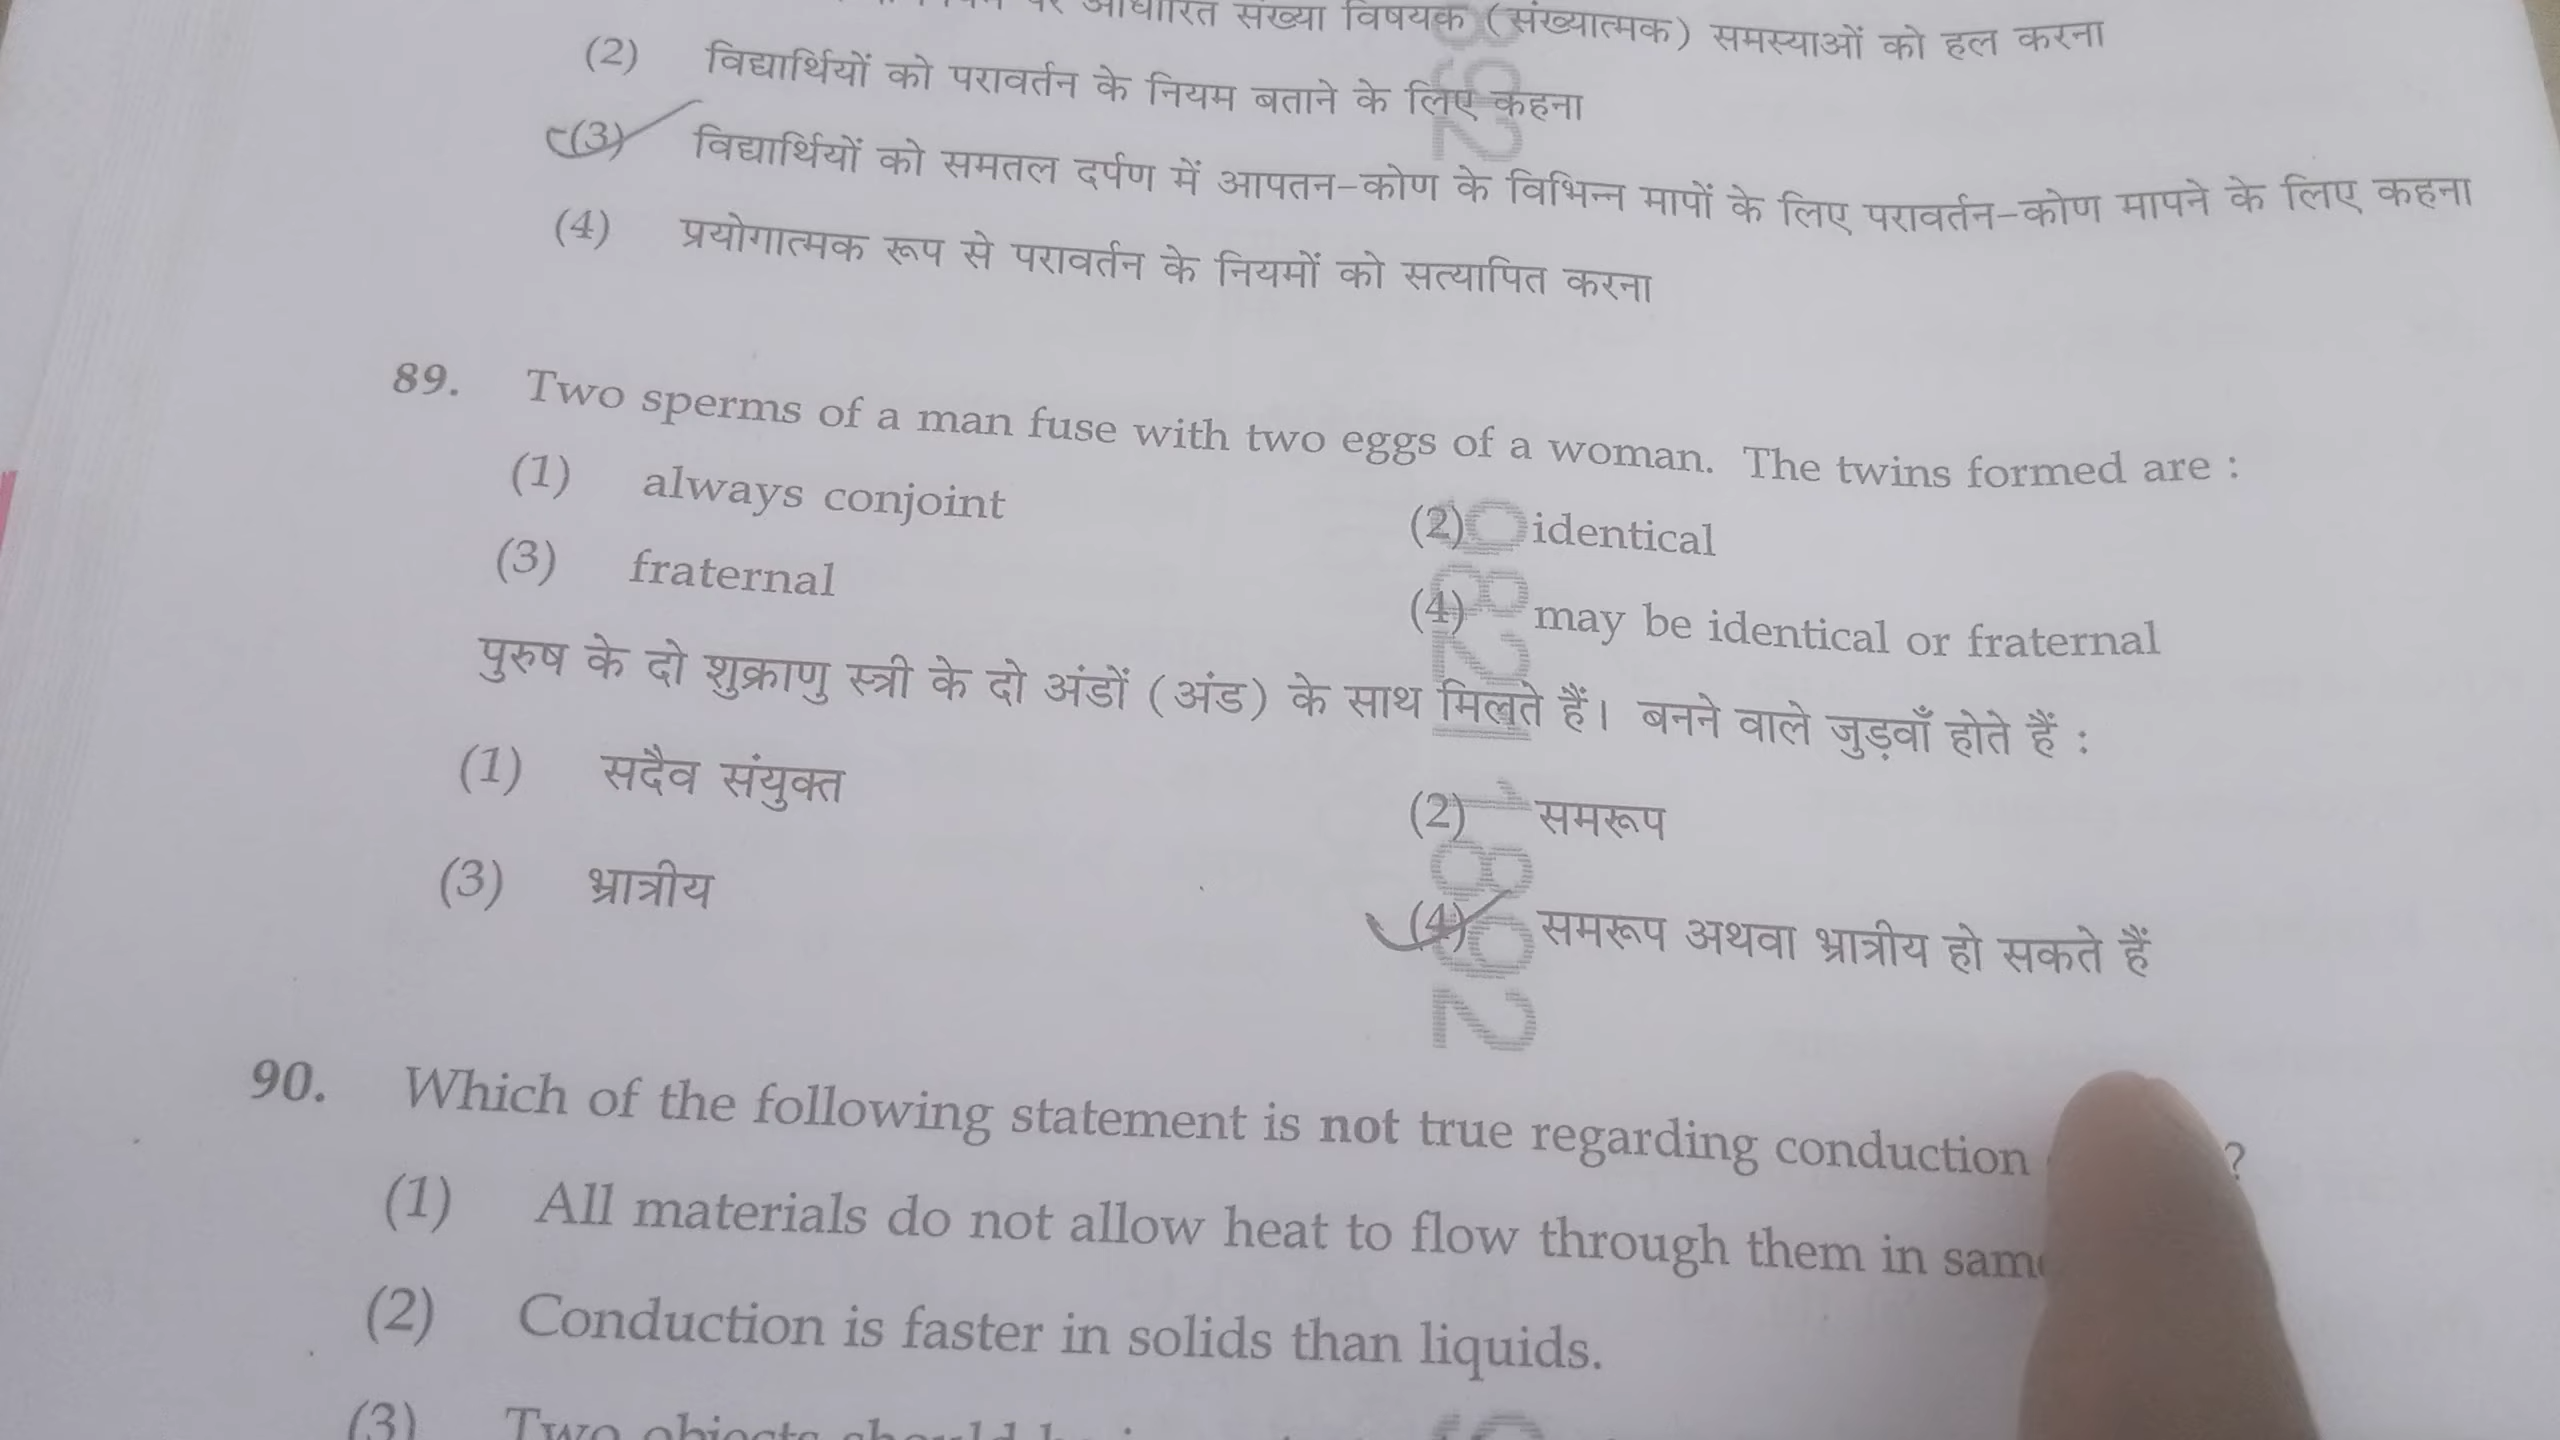 पर आधारित संख्या विषयक (संख्यात्मक) समस्याओं को हल करना
(2) विद्यार्थियों को परावर्तन के नियम बताने के लिए कहना
(3) विद्यार्थियों को समतल दर्पण में आपतन-कोण के विभिन्न मापों के लिए परावर्तन-कोण मापने के लिए कहना
(4) प्रयोगात्मक रूप से परावर्तन के नियमों को सत्यापित करना
89. Two sperms of a man fuse with two eggs of a woman. The twins formed are :
(1) always conjoint (2) identical
(3) fraternal (4) may be identical or fraternal
पुरुष के दो शुक्राणु स्त्री के दो अंडों (अंड) के साथ मिलते हैं। बनने वाले जुड़वाँ होते हैं :
(1) सदैव संयुक्त (2) समरूप
(3) भ्रात्रीय (4) समरूप अथवा भ्रात्रीय हो सकते हैं
90. Which of the following statement is not true regarding conduction ?
(1) All materials do not allow heat to flow through them in
(2) Conduction is faster in solids than liquids.
(3) Two objects should